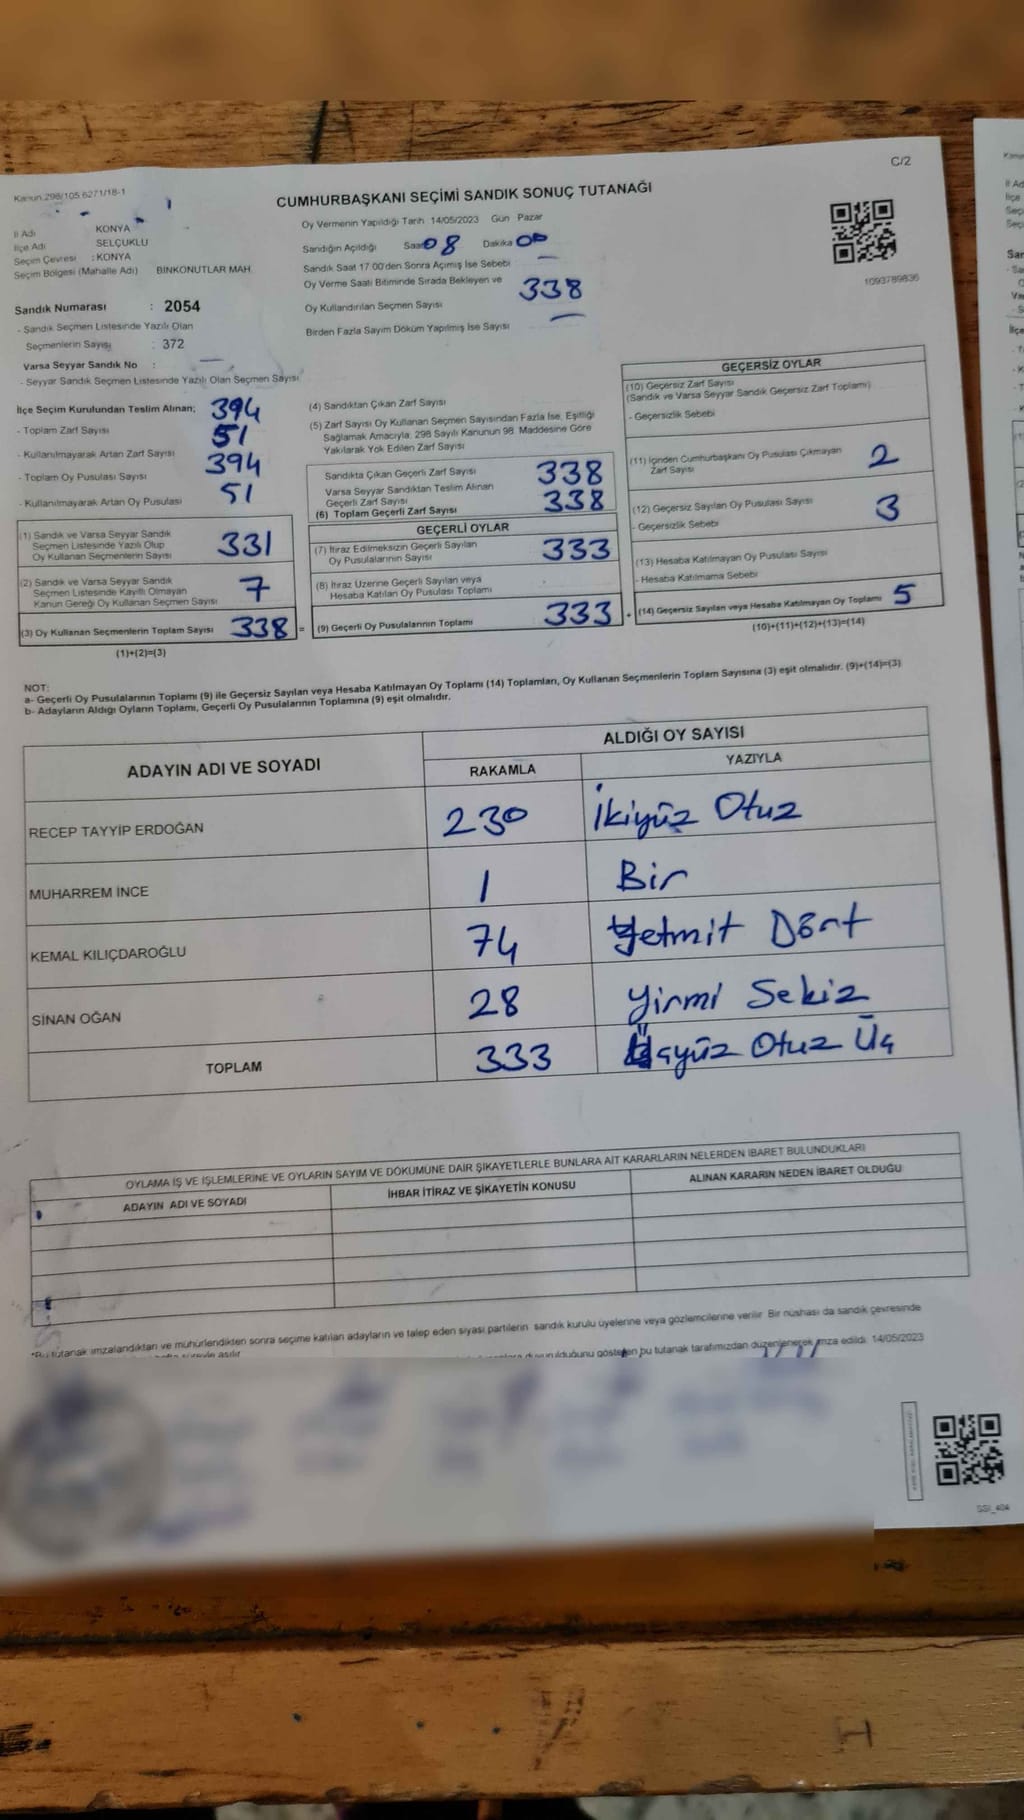 Kanun 298/105 6271/18-1
C/2
CUMHURBAŞKANI SEÇİMİ SANDIK SONUÇ TUTANAĞI
İl Adı KONYA
İlçe Adı SELÇUKLU
Seçim Çevresi : KONYA
Seçim Bölgesi (Mahalle Adı) BİNKONUTLAR MAH.
Sandık Numarası : 2054
- Sandık Seçmen Listesinde Yazılı Olan
Seçmenlerin Sayısı : 372
Varsa Seyyar Sandık No :
- Seyyar Sandık Seçmen Listesinde Yazılı Olan Seçmen Sayısı
Oy Vermenin Yapıldığı Tarih 14/05/2023 Gün Pazar
Sandığın Açıldığı Saat 08 Dakika 00
Sandık Saat 17.00'den Sonra Açımış İse Sebebi
Oy Verme Saati Bitiminde Sırada Bekleyen ve
Oy Kullandırılan Seçmen Sayısı 338
Birden Fazla Sayım Döküm Yapılmış İse Sayısı
1093789836
İlçe Seçim Kurulundan Teslim Alınan;
- Toplam Zarf Sayısı 394
- Kullanılmayarak Artan Zarf Sayısı 51
- Toplam Oy Pusulası Sayısı 394
- Kullanılmayarak Artan Oy Pusulası 51
(1) Sandık ve Varsa Seyyar Sandık
Seçmen Listesinde Yazılı Olup
Oy Kullanan Seçmenlerin Sayısı 331
(2) Sandık ve Varsa Seyyar Sandık
Seçmen Listesinde Kayıtlı Olmayan
Kanun Gereği Oy Kullanan Seçmen Sayısı 7
(3) Oy Kullanan Seçmenlerin Toplam Sayısı 338 =
(1)+(2)=(3)
(4) Sandıktan Çıkan Zarf Sayısı
(5) Zarf Sayısı Oy Kullanan Seçmen Sayısından Fazla İse, Eşitliği
Sağlamak Amacıyla, 298 Sayılı Kanunun 98. Maddesine Göre
Yakılarak Yok Edilen Zarf Sayısı
Sandıkta Çıkan Geçerli Zarf Sayısı 338
Varsa Seyyar Sandıktan Teslim Alınan
Geçerli Zarf Sayısı
(6) Toplam Geçerli Zarf Sayısı 338
GEÇERLİ OYLAR
(7) İtiraz Edilmeksizin Geçerli Sayılan
Oy Pusulalarının Sayısı 333
(8) İtiraz Üzerine Geçerli Sayılan veya
Hesaba Katılan Oy Pusulası Toplamı
(9) Geçerli Oy Pusulalarının Toplamı 333 +
GEÇERSİZ OYLAR
(10) Geçersiz Zarf Sayısı
(Sandık ve Varsa Seyyar Sandık Geçersiz Zarf Toplamı)
- Geçersizlik Sebebi
(11) İçinden Cumhurbaşkanı Oy Pusulası Çıkmayan
Zarf Sayısı 2
(12) Geçersiz Sayılan Oy Pusulası Sayısı 3
- Geçersizlik Sebebi
(13) Hesaba Katılmayan Oy Pusulası Sayısı
- Hesaba Katılmama Sebebi
(14) Geçersiz Sayılan veya Hesaba Katılmayan Oy Toplamı 5
(10)+(11)+(12)+(13)=(14)
NOT:
a- Geçerli Oy Pusulalarının Toplamı (9) ile Geçersiz Sayılan veya Hesaba Katılmayan Oy Toplamı (14) Toplamları, Oy Kullanan Seçmenlerin Toplam Sayısına (3) eşit olmalıdır. (9)+(14)=(3)
b- Adayların Aldığı Oyların Toplamı, Geçerli Oy Pusulalarının Toplamına (9) eşit olmalıdır.
ADAYIN ADI VE SOYADI
ALDIĞI OY SAYISI
RAKAMLA YAZIYLA
RECEP TAYYİP ERDOĞAN 230 İkiyüz Otuz
MUHARREM İNCE 1 Bir
KEMAL KILIÇDAROĞLU 74 Yetmit Dört
SİNAN OĞAN 28 Yirmi Sekiz
TOPLAM 333 Üçyüz Otuz Üç
OYLAMA İŞ VE İŞLEMLERİNE VE OYLARIN SAYIM VE DÖKÜMÜNE DAİR ŞİKAYETLERLE BUNLARA AİT KARARLARIN NELERDEN İBARET BULUNDUKLARI
ADAYIN ADI VE SOYADI İHBAR İTİRAZ VE ŞİKAYETİN KONUSU ALINAN KARARIN NEDEN İBARET OLDUĞU
*Bu tutanak imzalandıktan ve mühürlendikten sonra seçime katılan adayların ve talep eden siyasi partilerin sandık kurulu üyelerine veya gözlemcilerine verilir. Bir nüshası da sandık çevresinde
duyurulduğunu gösteren bu tutanak tarafımızdan düzenlenerek imza edildi. 14/05/2023
SSI_404